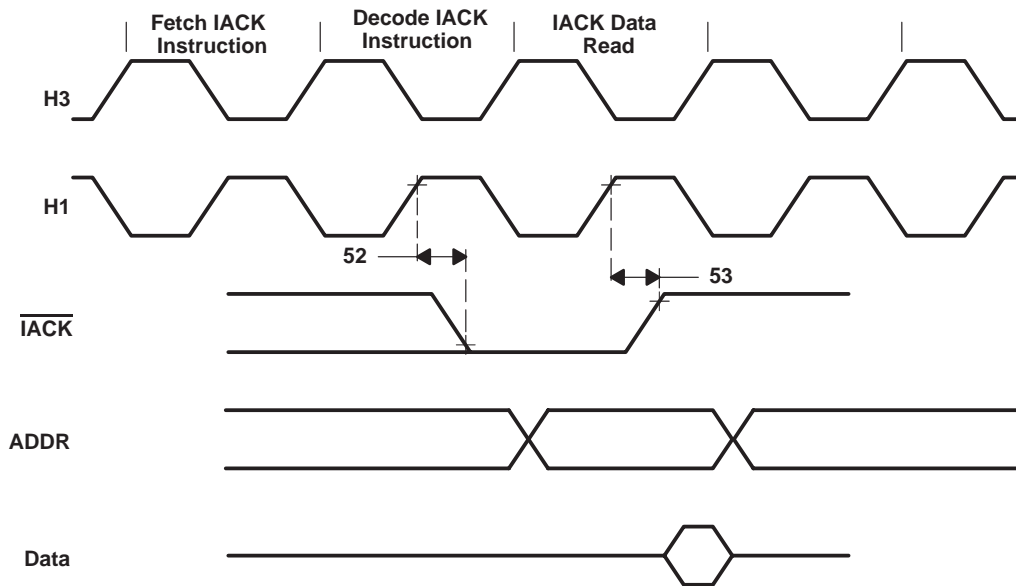 Fetch IACK
Instruction
Decode IACK
Instruction
IACK Data
Read
H3
H1
52
53
IACK
ADDR
Data